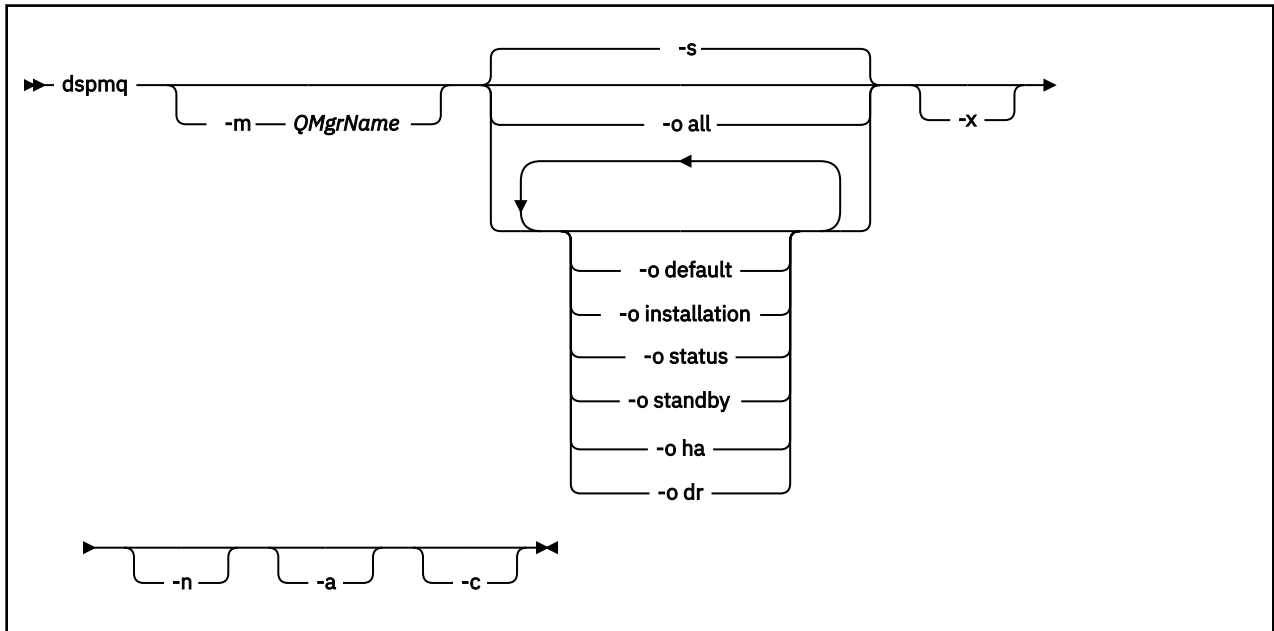 -s
dspmq
-m QMgrName
-o all
-x
-o default
-o installation
-o status
-o standby
-o ha
-o dr
-n -a -c